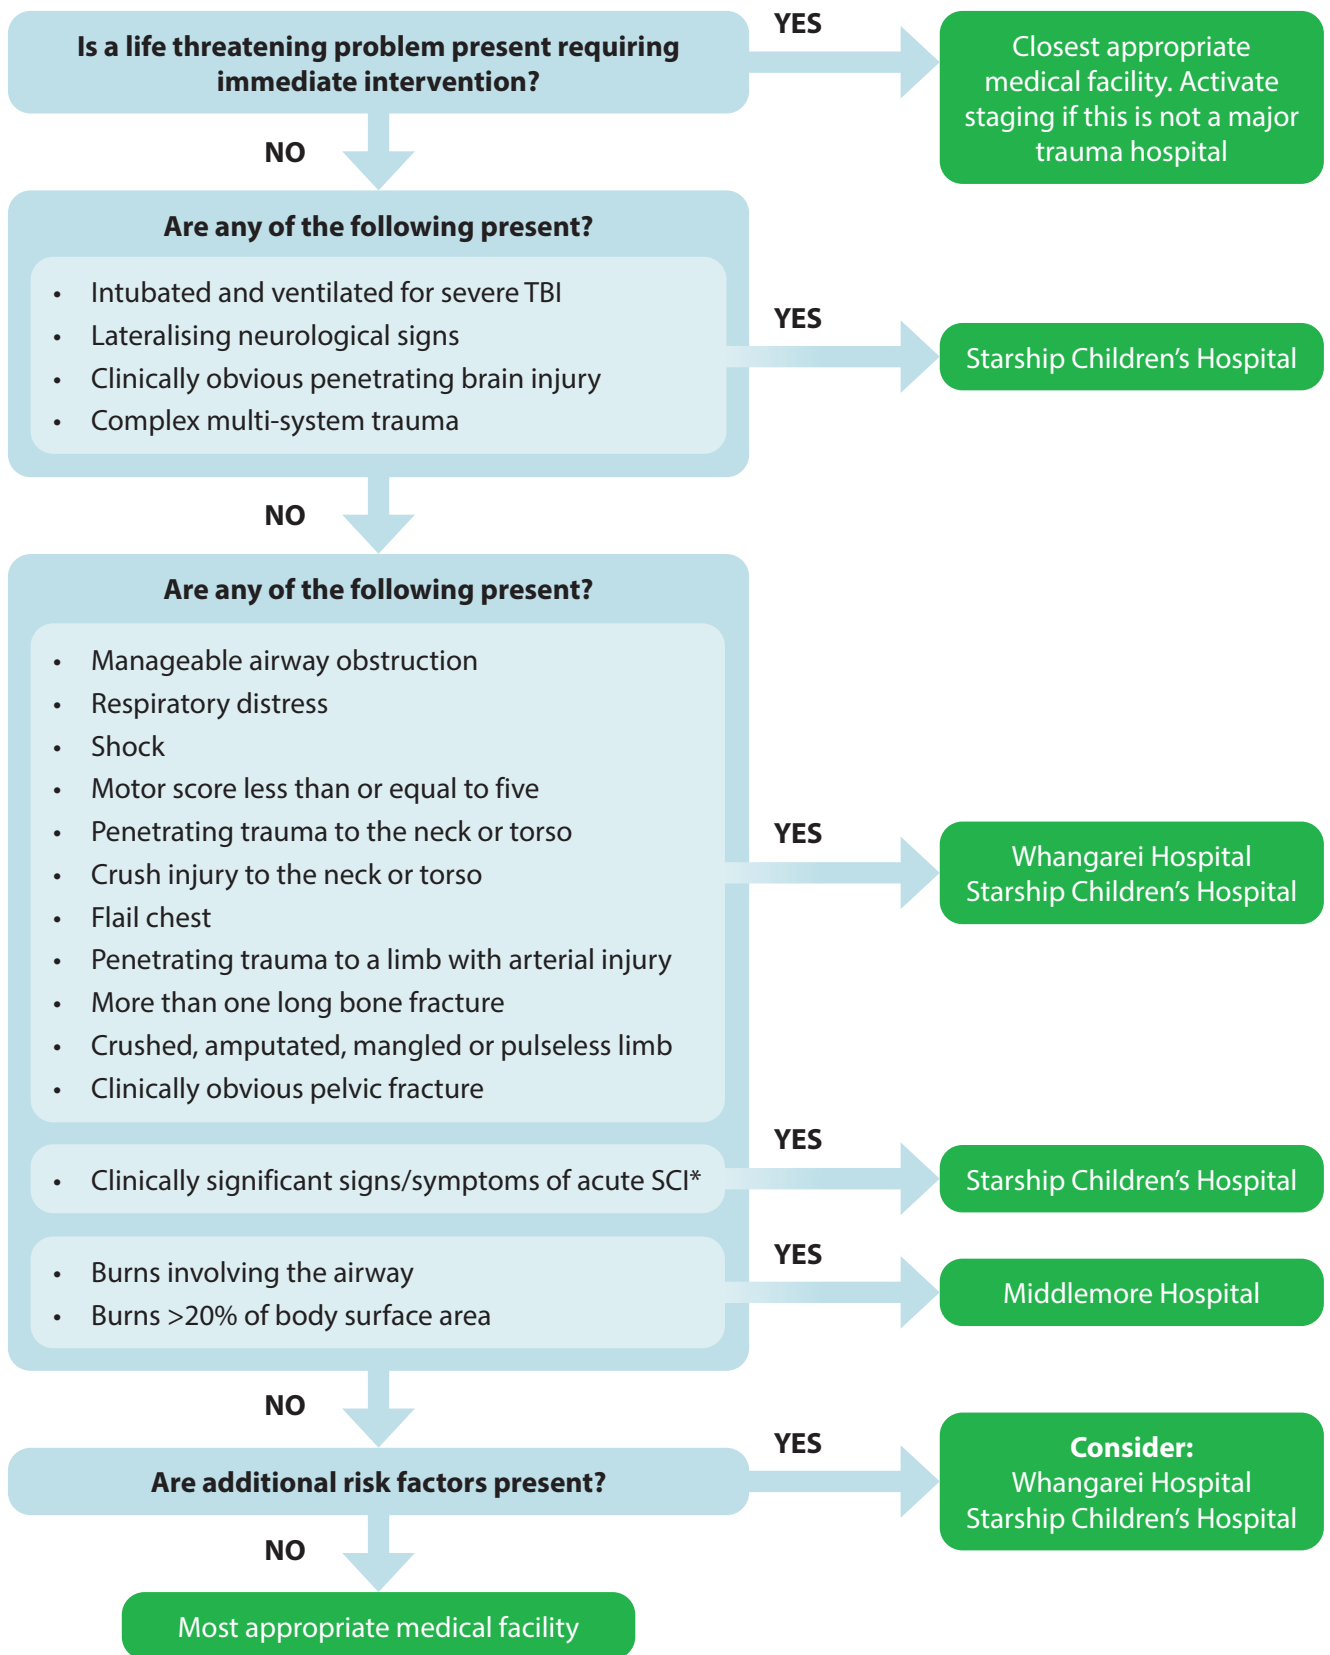 Is a life threatening problem present requiring
immediate intervention?
YES
Closest appropriate
medical facility. Activate
staging if this is not a major
trauma hospital
NO
Are any of the following present?
• Intubated and ventilated for severe TBI
• Lateralising neurological signs
• Clinically obvious penetrating brain injury
• Complex multi-system trauma
YES
Starship Children's Hospital
NO
Are any of the following present?
• Manageable airway obstruction
• Respiratory distress
• Shock
• Motor score less than or equal to five
• Penetrating trauma to the neck or torso
• Crush injury to the neck or torso
• Flail chest
• Penetrating trauma to a limb with arterial injury
• More than one long bone fracture
• Crushed, amputated, mangled or pulseless limb
• Clinically obvious pelvic fracture
YES
Whangarei Hospital
Starship Children's Hospital
• Clinically significant signs/symptoms of acute SCI*
YES
Starship Children's Hospital
• Burns involving the airway
• Burns >20% of body surface area
YES
Middlemore Hospital
NO
Are additional risk factors present?
YES
Consider:
Whangarei Hospital
Starship Children's Hospital
NO
Most appropriate medical facility